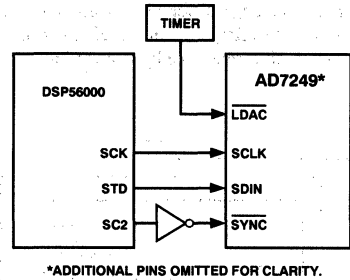 TIMER
DSP56000
AD7249*
LDAC
SCK
SCLK
STD
SDIN
SC2
SYNC
*ADDITIONAL PINS OMITTED FOR CLARITY.